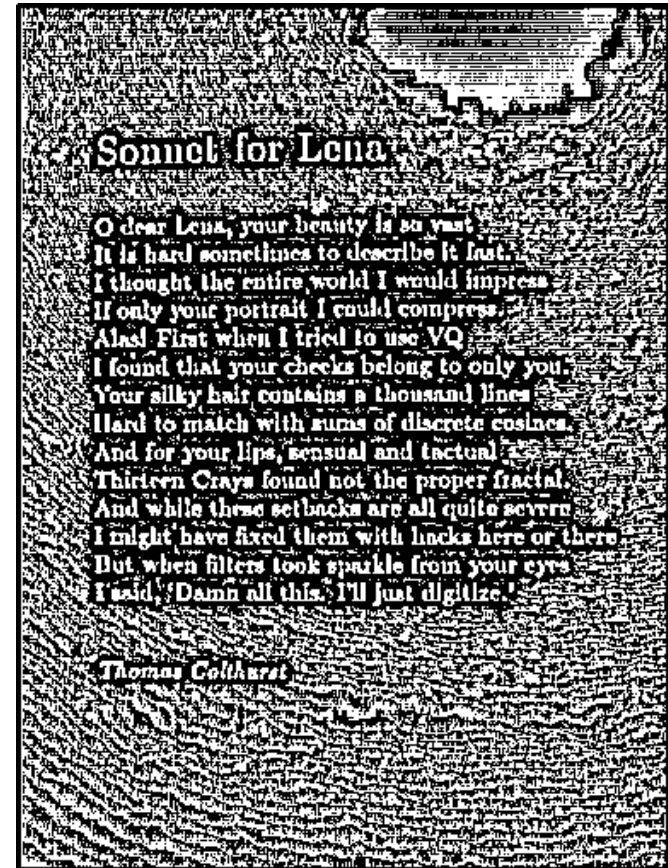 Sonnet for Lena
O dear Lena, your beauty is so vast
It is hard sometimes to describe it fast.
I thought the entire world I would impress
If only your portrait I could compress.
Alas! First when I tried to use VQ
I found that your cheeks belong to only you.
Your silky hair contains a thousand lines
Hard to match with sums of discrete cosines.
And for your lips, sensual and tactual
Thirteen Crays found not the proper fractal.
And while these setbacks are all quite severe
I might have fixed them with hacks here or there
But when filters took sparkle from your eyes
I said, 'Damn all this. I'll just digitize.'
Thomas Colthurst